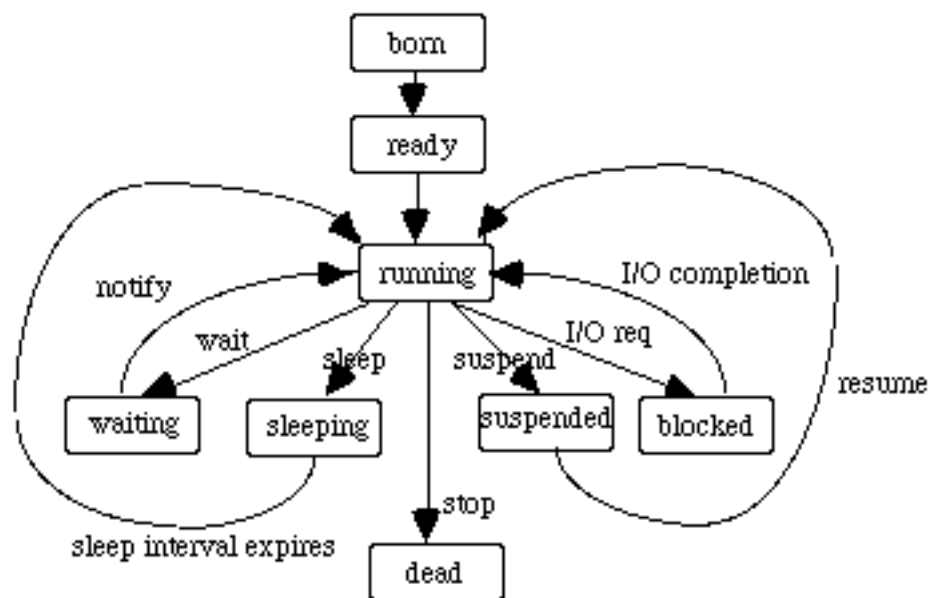 born
ready
running
notify
I/O completion
wait
sleep
suspend
I/O req
resume
waiting
sleeping
suspended
blocked
stop
sleep interval expires
dead